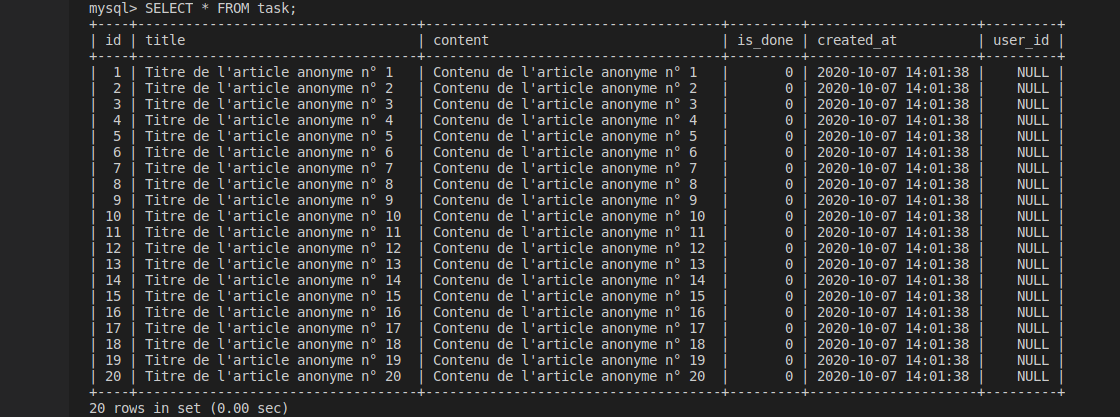 mysql> SELECT * FROM task;
+----+-----------------------------------+-------------------------------------+---------+---------------------+---------+
| id | title                             | content                             | is_done | created_at          | user_id |
+----+-----------------------------------+-------------------------------------+---------+---------------------+---------+
|  1 | Titre de l'article anonyme n° 1   | Contenu de l'article anonyme n° 1   |       0 | 2020-10-07 14:01:38 |    NULL |
|  2 | Titre de l'article anonyme n° 2   | Contenu de l'article anonyme n° 2   |       0 | 2020-10-07 14:01:38 |    NULL |
|  3 | Titre de l'article anonyme n° 3   | Contenu de l'article anonyme n° 3   |       0 | 2020-10-07 14:01:38 |    NULL |
|  4 | Titre de l'article anonyme n° 4   | Contenu de l'article anonyme n° 4   |       0 | 2020-10-07 14:01:38 |    NULL |
|  5 | Titre de l'article anonyme n° 5   | Contenu de l'article anonyme n° 5   |       0 | 2020-10-07 14:01:38 |    NULL |
|  6 | Titre de l'article anonyme n° 6   | Contenu de l'article anonyme n° 6   |       0 | 2020-10-07 14:01:38 |    NULL |
|  7 | Titre de l'article anonyme n° 7   | Contenu de l'article anonyme n° 7   |       0 | 2020-10-07 14:01:38 |    NULL |
|  8 | Titre de l'article anonyme n° 8   | Contenu de l'article anonyme n° 8   |       0 | 2020-10-07 14:01:38 |    NULL |
|  9 | Titre de l'article anonyme n° 9   | Contenu de l'article anonyme n° 9   |       0 | 2020-10-07 14:01:38 |    NULL |
| 10 | Titre de l'article anonyme n° 10  | Contenu de l'article anonyme n° 10  |       0 | 2020-10-07 14:01:38 |    NULL |
| 11 | Titre de l'article anonyme n° 11  | Contenu de l'article anonyme n° 11  |       0 | 2020-10-07 14:01:38 |    NULL |
| 12 | Titre de l'article anonyme n° 12  | Contenu de l'article anonyme n° 12  |       0 | 2020-10-07 14:01:38 |    NULL |
| 13 | Titre de l'article anonyme n° 13  | Contenu de l'article anonyme n° 13  |       0 | 2020-10-07 14:01:38 |    NULL |
| 14 | Titre de l'article anonyme n° 14  | Contenu de l'article anonyme n° 14  |       0 | 2020-10-07 14:01:38 |    NULL |
| 15 | Titre de l'article anonyme n° 15  | Contenu de l'article anonyme n° 15  |       0 | 2020-10-07 14:01:38 |    NULL |
| 16 | Titre de l'article anonyme n° 16  | Contenu de l'article anonyme n° 16  |       0 | 2020-10-07 14:01:38 |    NULL |
| 17 | Titre de l'article anonyme n° 17  | Contenu de l'article anonyme n° 17  |       0 | 2020-10-07 14:01:38 |    NULL |
| 18 | Titre de l'article anonyme n° 18  | Contenu de l'article anonyme n° 18  |       0 | 2020-10-07 14:01:38 |    NULL |
| 19 | Titre de l'article anonyme n° 19  | Contenu de l'article anonyme n° 19  |       0 | 2020-10-07 14:01:38 |    NULL |
| 20 | Titre de l'article anonyme n° 20  | Contenu de l'article anonyme n° 20  |       0 | 2020-10-07 14:01:38 |    NULL |
+----+-----------------------------------+-------------------------------------+---------+---------------------+---------+
20 rows in set (0.00 sec)